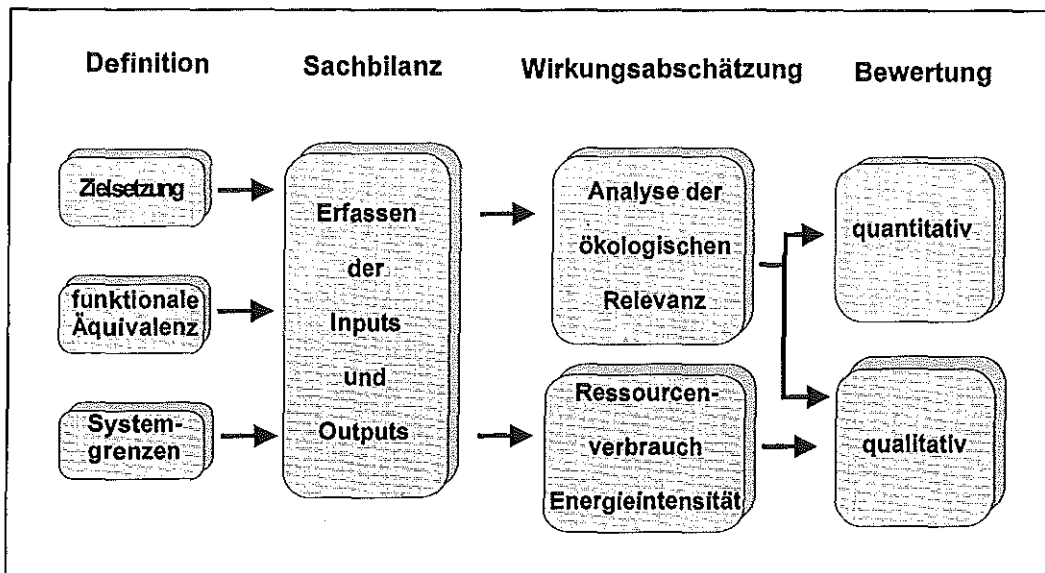 Definition
Sachbilanz
Wirkungsabschätzung
Bewertung
Zielsetzung
funktionale
Äquivalenz
System-
grenzen
Erfassen
der
Inputs
und
Outputs
Analyse der
ökologischen
Relevanz
Ressourcen-
verbrauch
Energieintensität
quantitativ
qualitativ